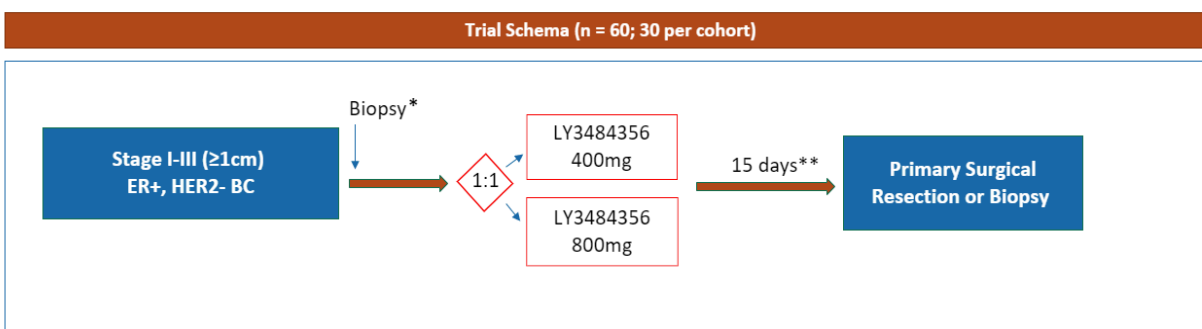 Trial Schema (n = 60; 30 per cohort)
Biopsy*
Stage I-III (≥1cm)
ER+, HER2- BC
1:1
LY3484356
400mg
LY3484356
800mg
15 days**
Primary Surgical
Resection or Biopsy